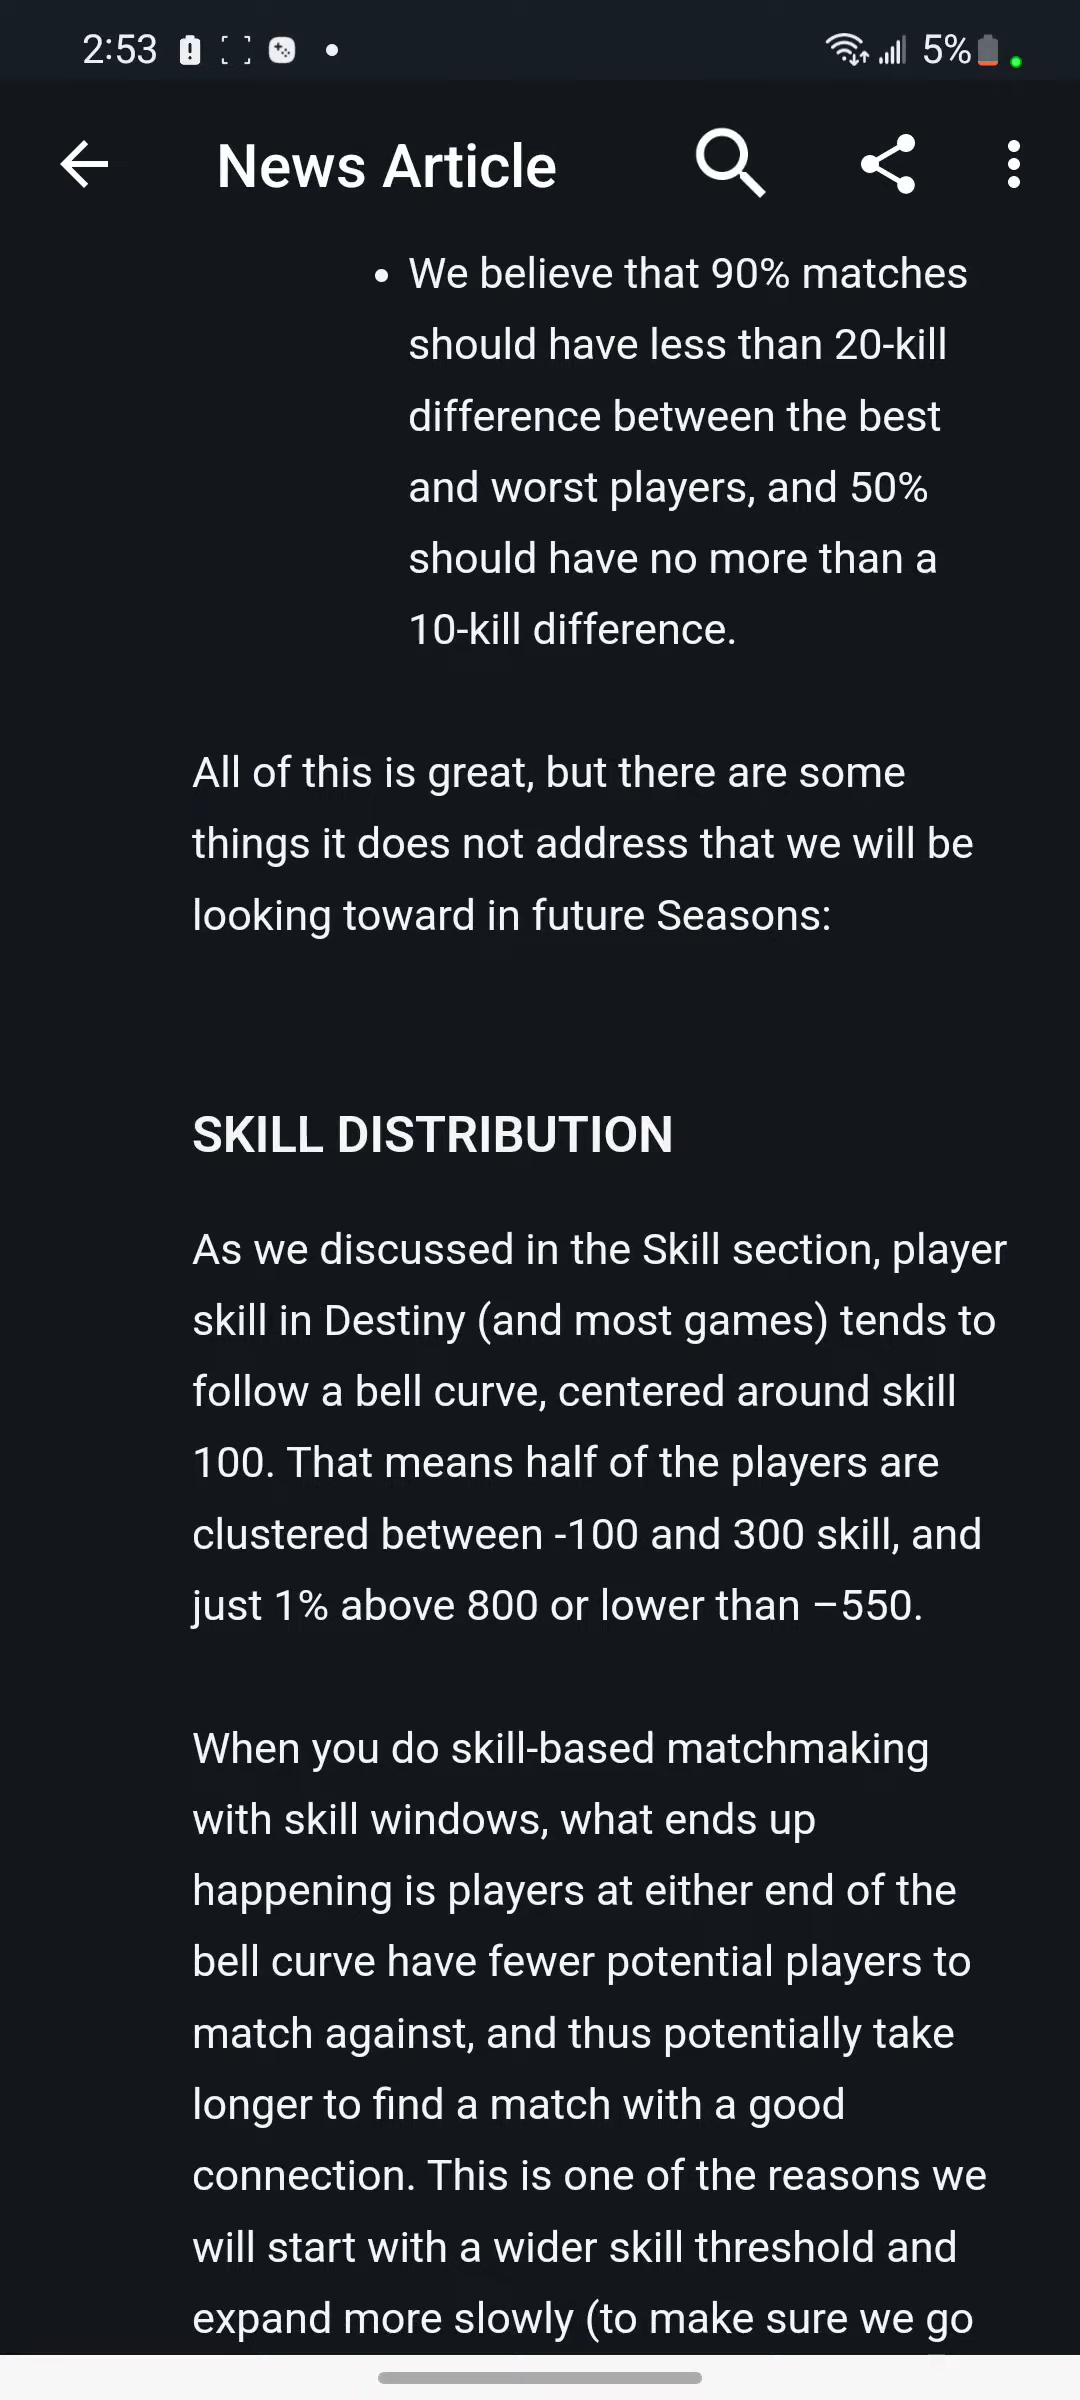 2:53
5%
News Article
• We believe that 90% matches
should have less than 20-kill
difference between the best
and worst players, and 50%
should have no more than a
10-kill difference.
All of this is great, but there are some
things it does not address that we will be
looking toward in future Seasons:
SKILL DISTRIBUTION
As we discussed in the Skill section, player
skill in Destiny (and most games) tends to
follow a bell curve, centered around skill
100. That means half of the players are
clustered between -100 and 300 skill, and
just 1% above 800 or lower than –550.
When you do skill-based matchmaking
with skill windows, what ends up
happening is players at either end of the
bell curve have fewer potential players to
match against, and thus potentially take
longer to find a match with a good
connection. This is one of the reasons we
will start with a wider skill threshold and
expand more slowly (to make sure we go